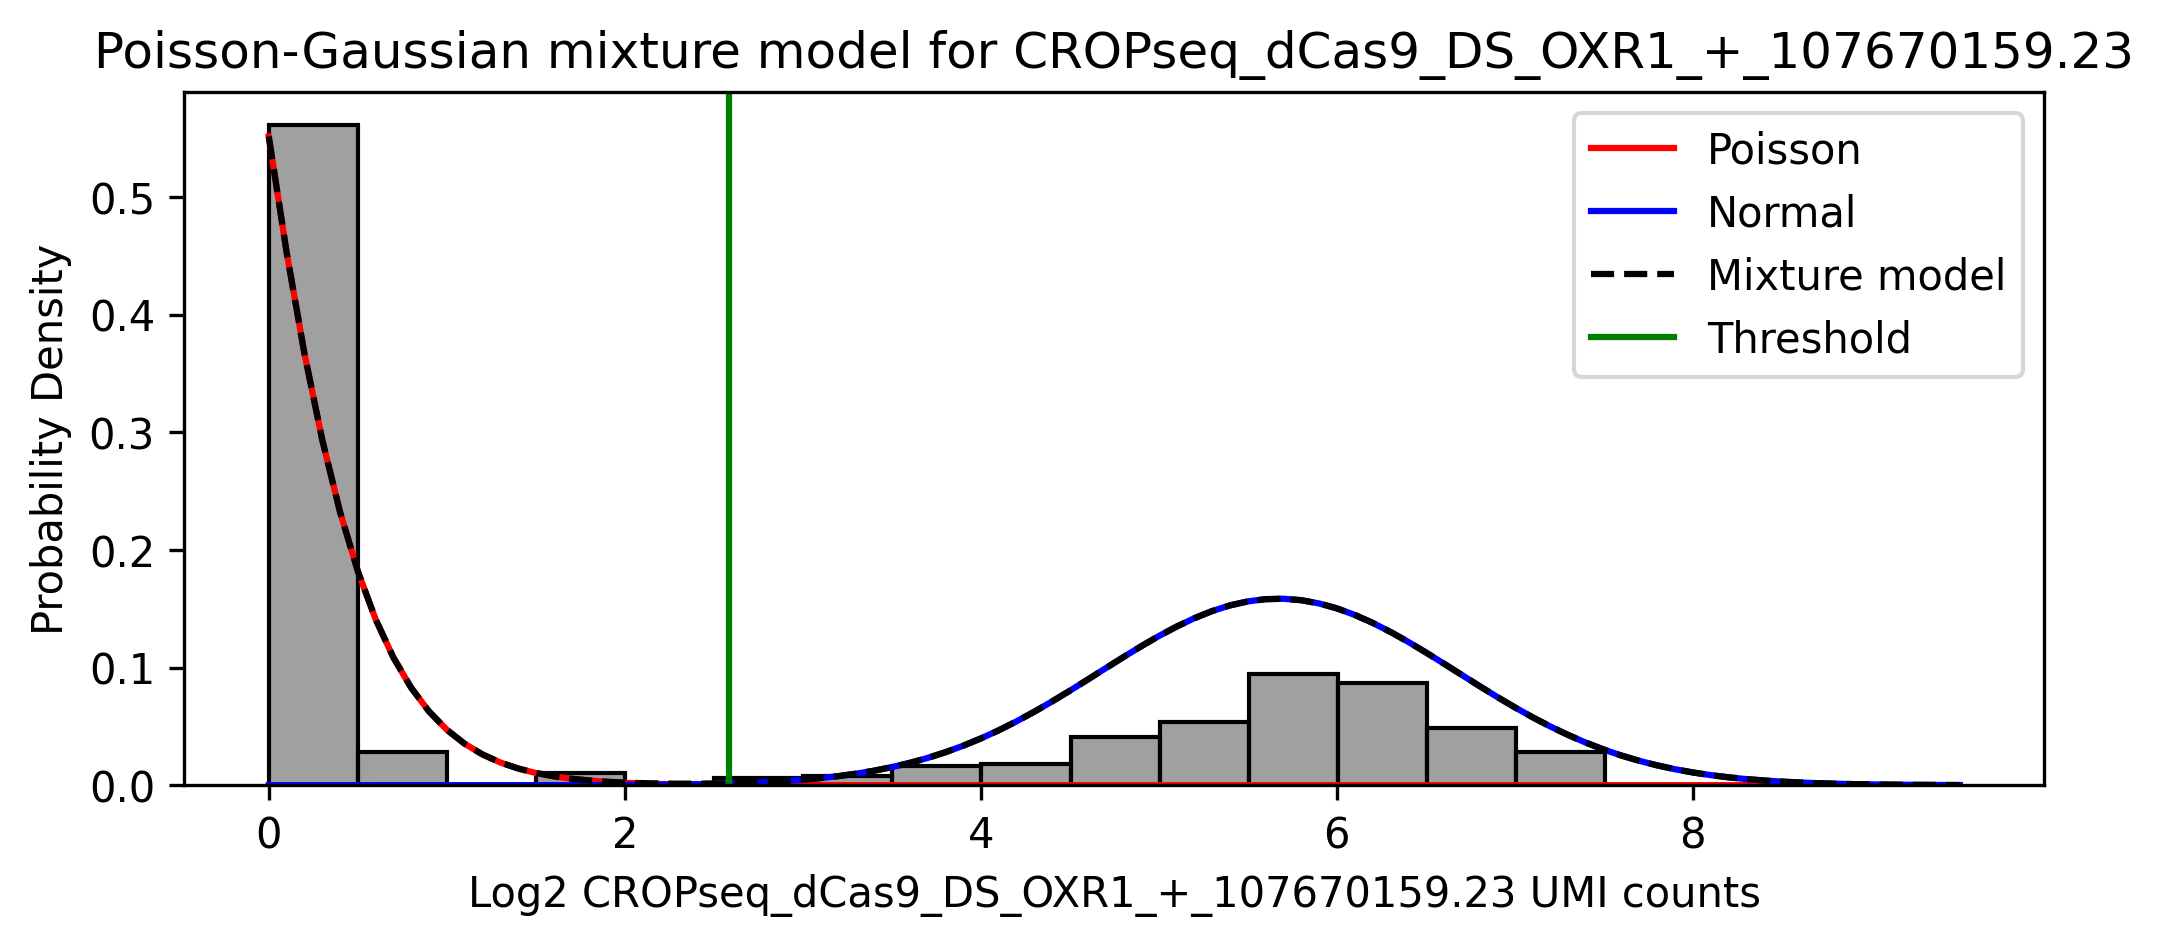 Poisson-Gaussian mixture model for CROPseq_dCas9_DS_OXR1_+_107670159.23
Poisson
Normal
Mixture model
Threshold
Probability Density
0.5
0.4
0.3
0.2
0.1
0.0
0 2 4 6 8
Log2 CROPseq_dCas9_DS_OXR1_+_107670159.23 UMI counts